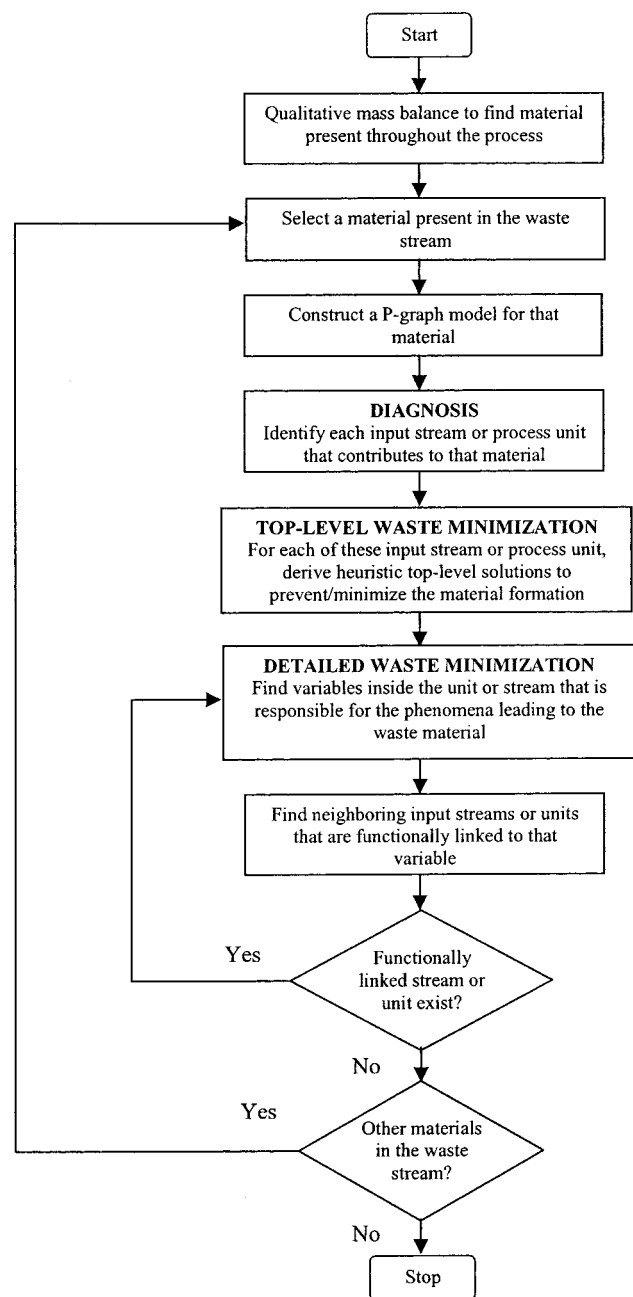 Start
Qualitative mass balance to find material
present throughout the process
Select a material present in the waste
stream
Construct a P-graph model for that
material
DIAGNOSIS
Identify each input stream or process unit
that contributes to that material
TOP-LEVEL WASTE MINIMIZATION
For each of these input stream or process unit,
derive heuristic top-level solutions to
prevent/minimize the material formation
DETAILED WASTE MINIMIZATION
Find variables inside the unit or stream that is
responsible for the phenomena leading to the
waste material
Find neighboring input streams or units
that are functionally linked to that
variable
Yes
Functionally
linked stream or
unit exist?
No
Yes
Other materials
in the waste
stream?
No
Stop